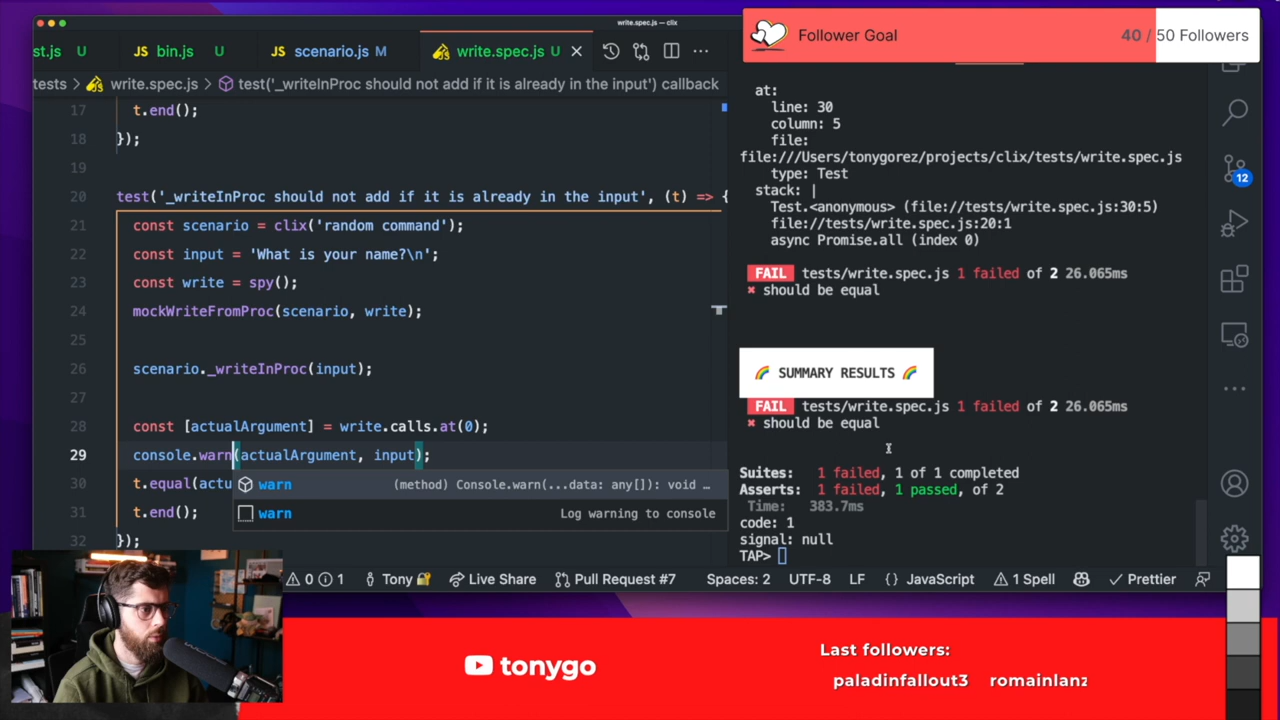 write.spec.js — clix
st.js U
JS bin.js U
JS scenario.js M
write.spec.js U
tests > write.spec.js > test('_writeInProc should not add if it is already in the input') callback
17 t.end();
18 });
19
20 test('_writeInProc should not add if it is already in the input', (t) => {
21 const scenario = clix('random command');
22 const input = 'What is your name?\n';
23 const write = spy();
24 mockWriteFromProc(scenario, write);
25
26 scenario._writeInProc(input);
27
28 const [actualArgument] = write.calls.at(0);
29 console.warn(actualArgument, input);
30 t.equal(actu
warn (method) Console.warn(...data: any[]): void …
31 t.end();
warn Log warning to console
32 });
Follower Goal 40 / 50 Followers
at:
line: 30
column: 5
file:
file:///Users/tonygorez/projects/clix/tests/write.spec.js
type: Test
stack: |
Test.<anonymous> (file://tests/write.spec.js:30:5)
file://tests/write.spec.js:20:1
async Promise.all (index 0)
FAIL tests/write.spec.js 1 failed of 2 26.065ms
✖ should be equal
🌈 SUMMARY RESULTS 🌈
FAIL tests/write.spec.js 1 failed of 2 26.065ms
✖ should be equal
Suites: 1 failed, 1 of 1 completed
Asserts: 1 failed, 1 passed, of 2
Time: 383.7ms
code: 1
signal: null
TAP>
12
0 1 Tony 🔐 Live Share Pull Request #7 Spaces: 2 UTF-8 LF {} JavaScript 1 Spell Prettier
tonygo
Last followers:
paladinfallout3 romainlanz